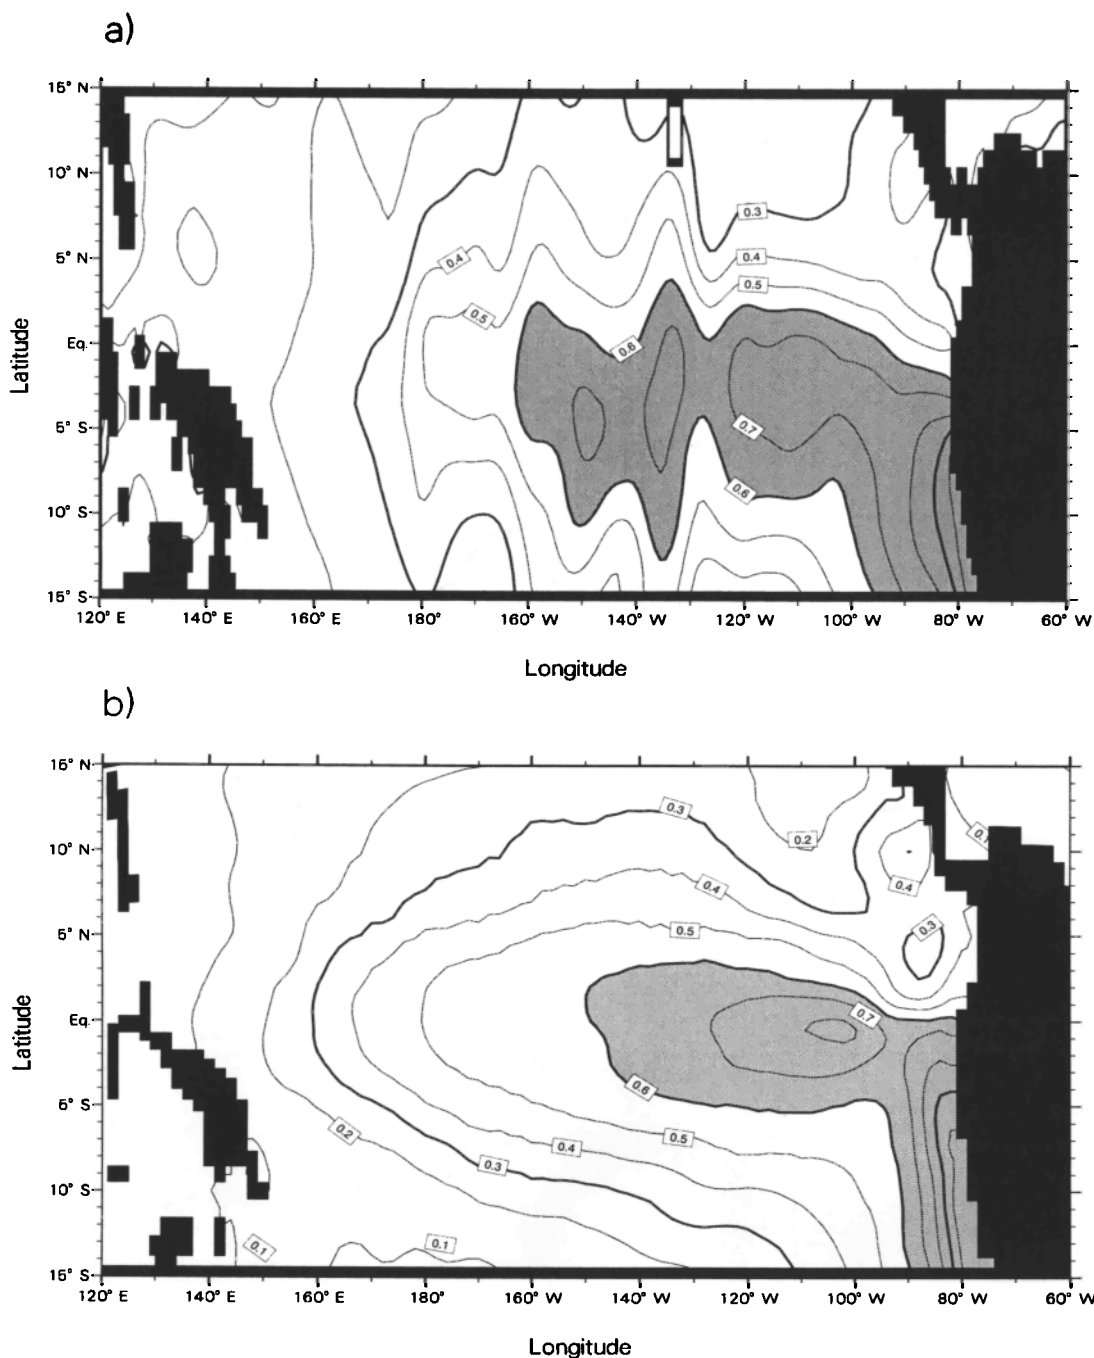 a)
15° N
10° N
5° N
Eq.
5° S
10° S
15° S
Latitude
0.3
0.4
0.4
0.5
0.5
0.6
0.7
0.6
120° E
140° E
160° E
180°
160° W
140° W
120° W
100° W
80° W
60° W
Longitude
b)
15° N
10° N
5° N
Eq.
5° S
10° S
15° S
Latitude
0.3
0.2
0.4
0.4
0.5
0.3
0.7
0.6
0.2
0.5
0.4
0.3
0.1
0.1
120° E
140° E
160° E
180°
160° W
140° W
120° W
100° W
80° W
60° W
Longitude